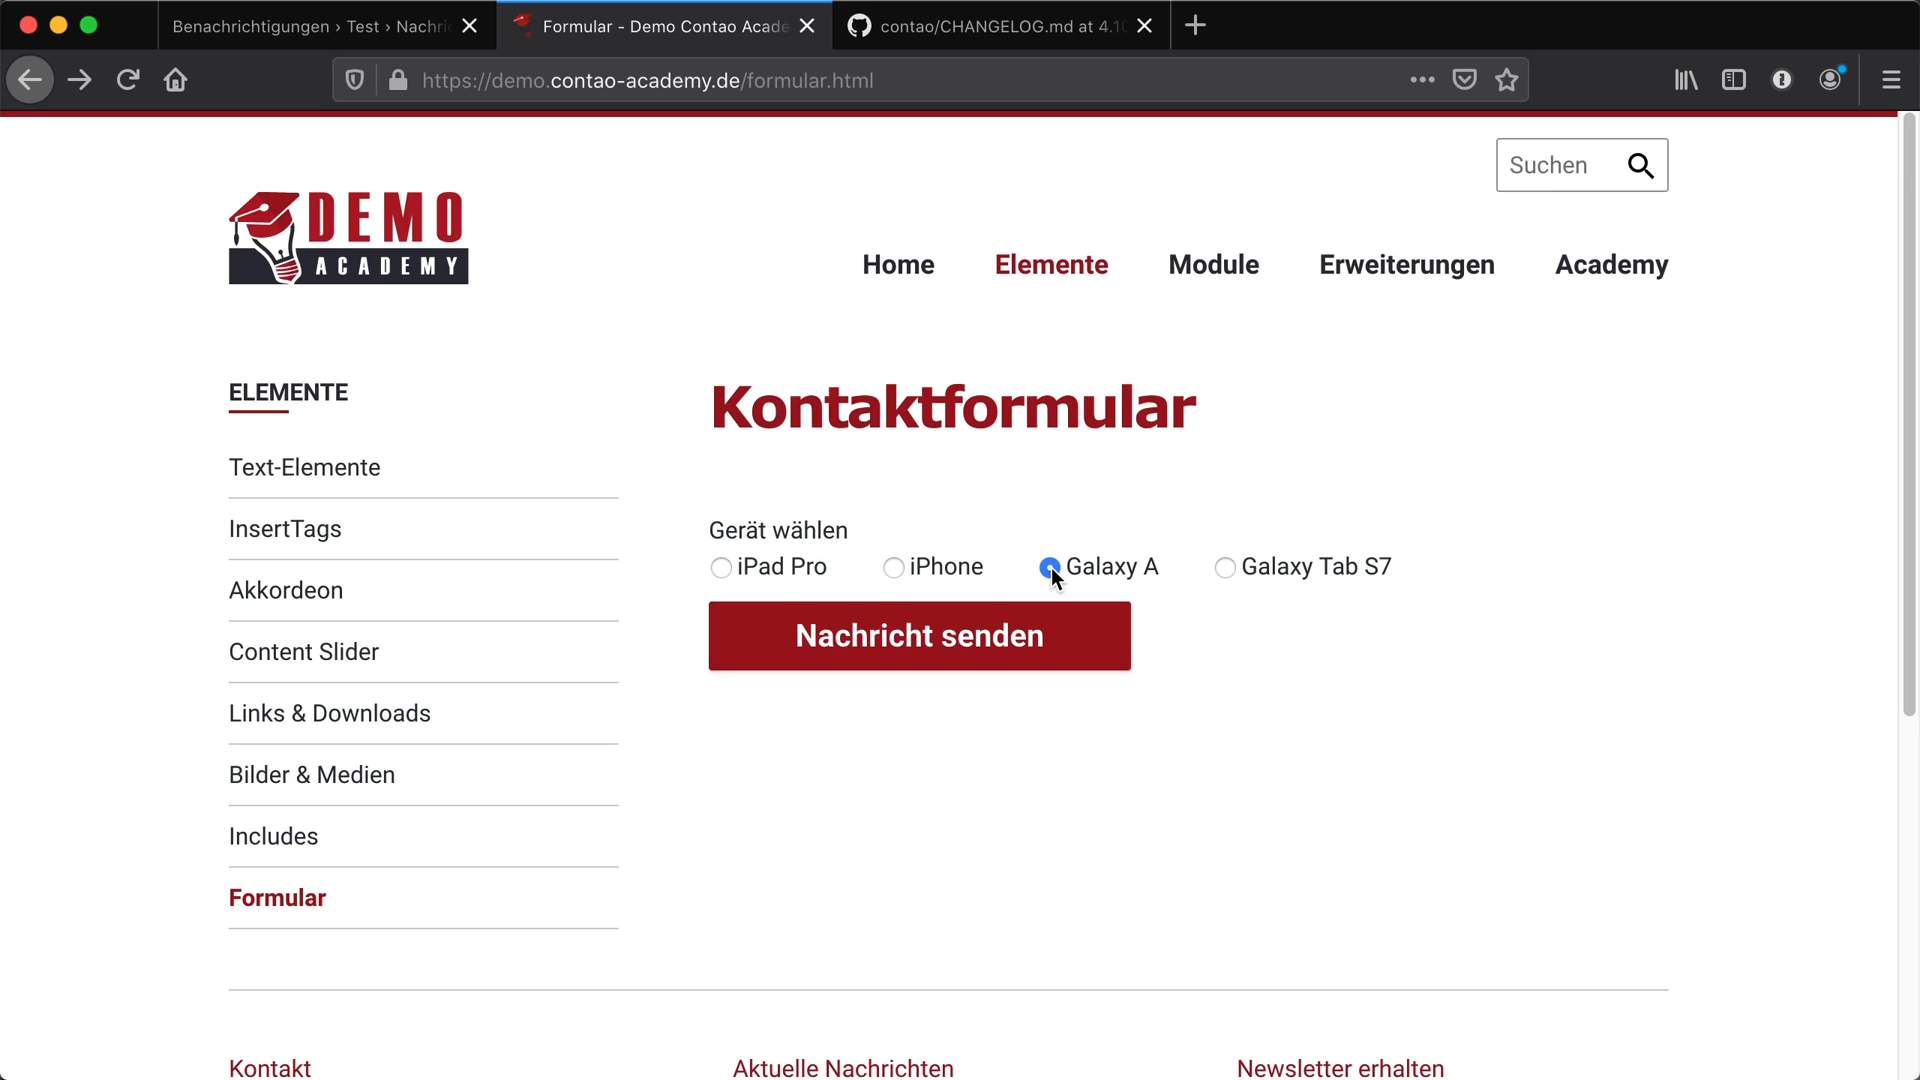 Benachrichtigungen › Test › Nachri
Formular - Demo Contao Acade
contao/CHANGELOG.md at 4.10
https://demo.contao-academy.de/formular.html
Suchen
DEMO
ACADEMY
Home
Elemente
Module
Erweiterungen
Academy
ELEMENTE
Text-Elemente
InsertTags
Akkordeon
Content Slider
Links & Downloads
Bilder & Medien
Includes
Formular
Kontaktformular
Gerät wählen
iPad Pro
iPhone
Galaxy A
Galaxy Tab S7
Nachricht senden
Kontakt
Aktuelle Nachrichten
Newsletter erhalten